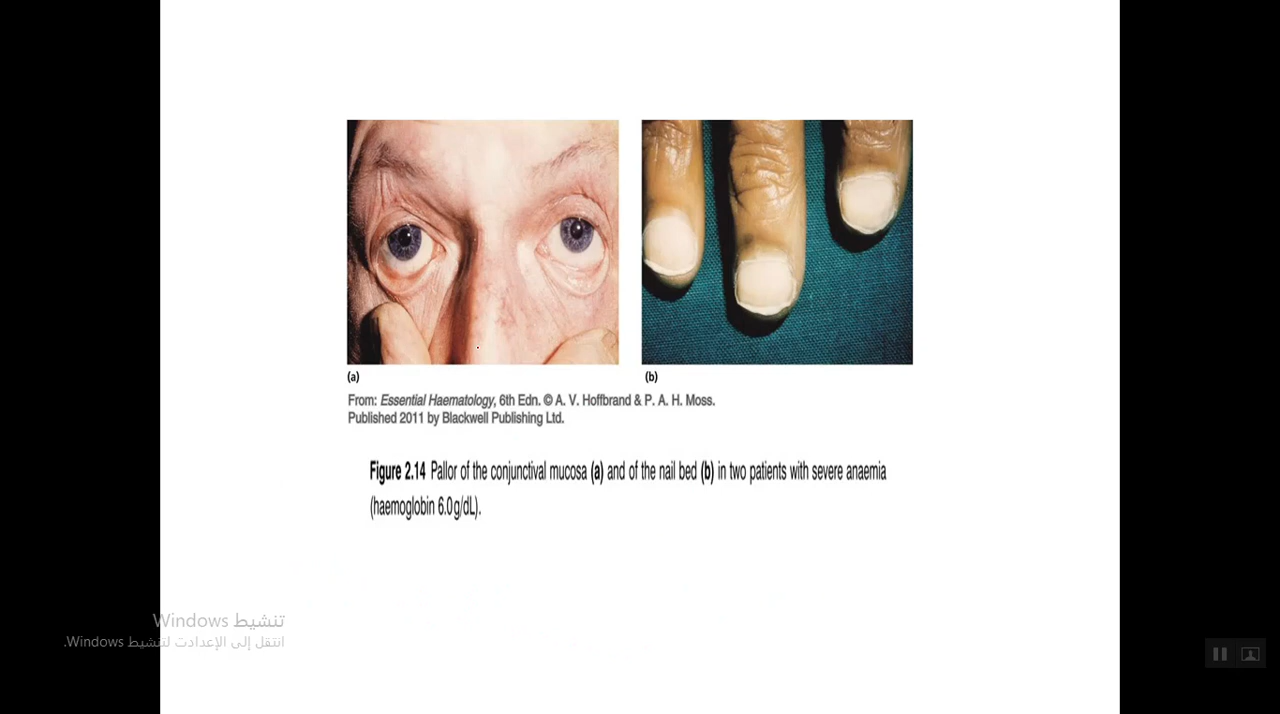 (a)
(b)
From: Essential Haematology, 6th Edn. © A. V. Hoffbrand & P. A. H. Moss.
Published 2011 by Blackwell Publishing Ltd.
Figure 2.14 Pallor of the conjunctival mucosa (a) and of the nail bed (b) in two patients with severe anaemia
(haemoglobin 6.0 g/dL).
تنشيط Windows
انتقل إلى الإعدادت لتنشيط Windows.